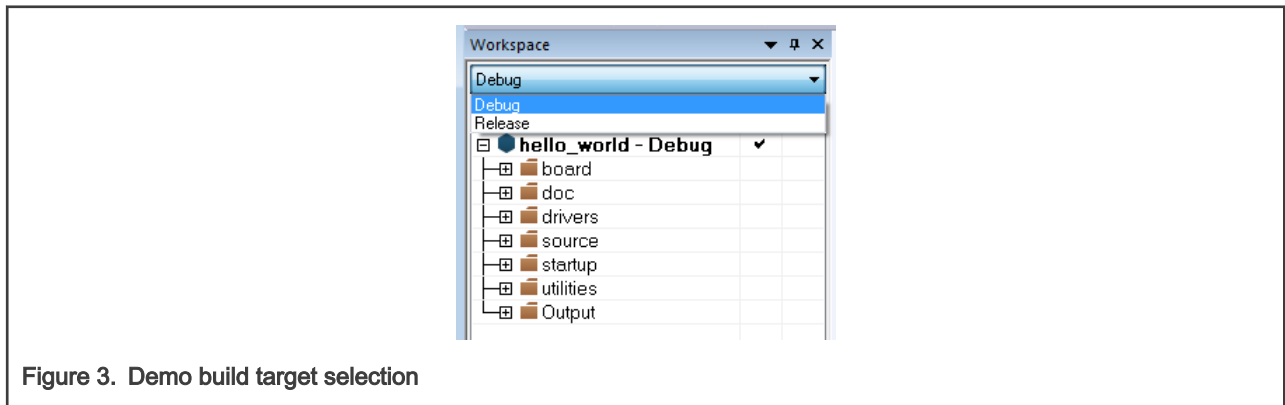 Workspace
Debug
Debug
Release
hello_world - Debug
board
doc
drivers
source
startup
utilities
Output
Figure 3. Demo build target selection